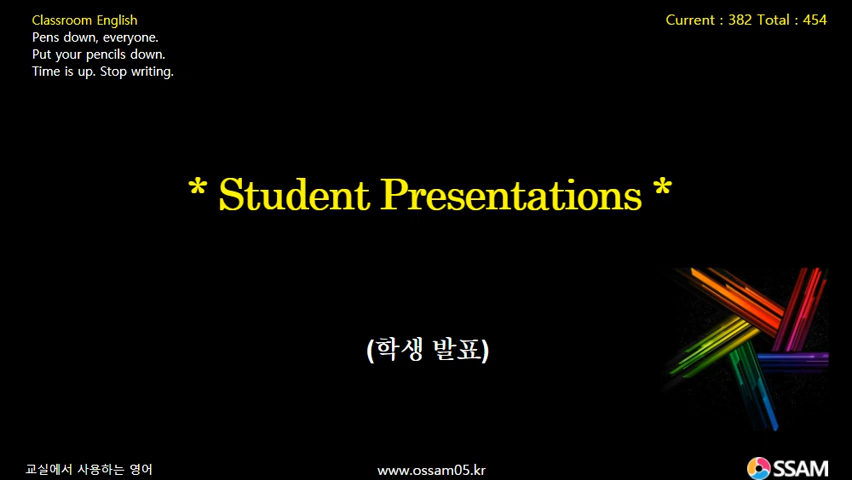 Classroom English
Current : 382 Total : 454
Pens down, everyone.
Put your pencils down.
Time is up. Stop writing.
* Student Presentations *
(학생 발표)
교실에서 사용하는 영어
www.ossam05.kr
OSSAM